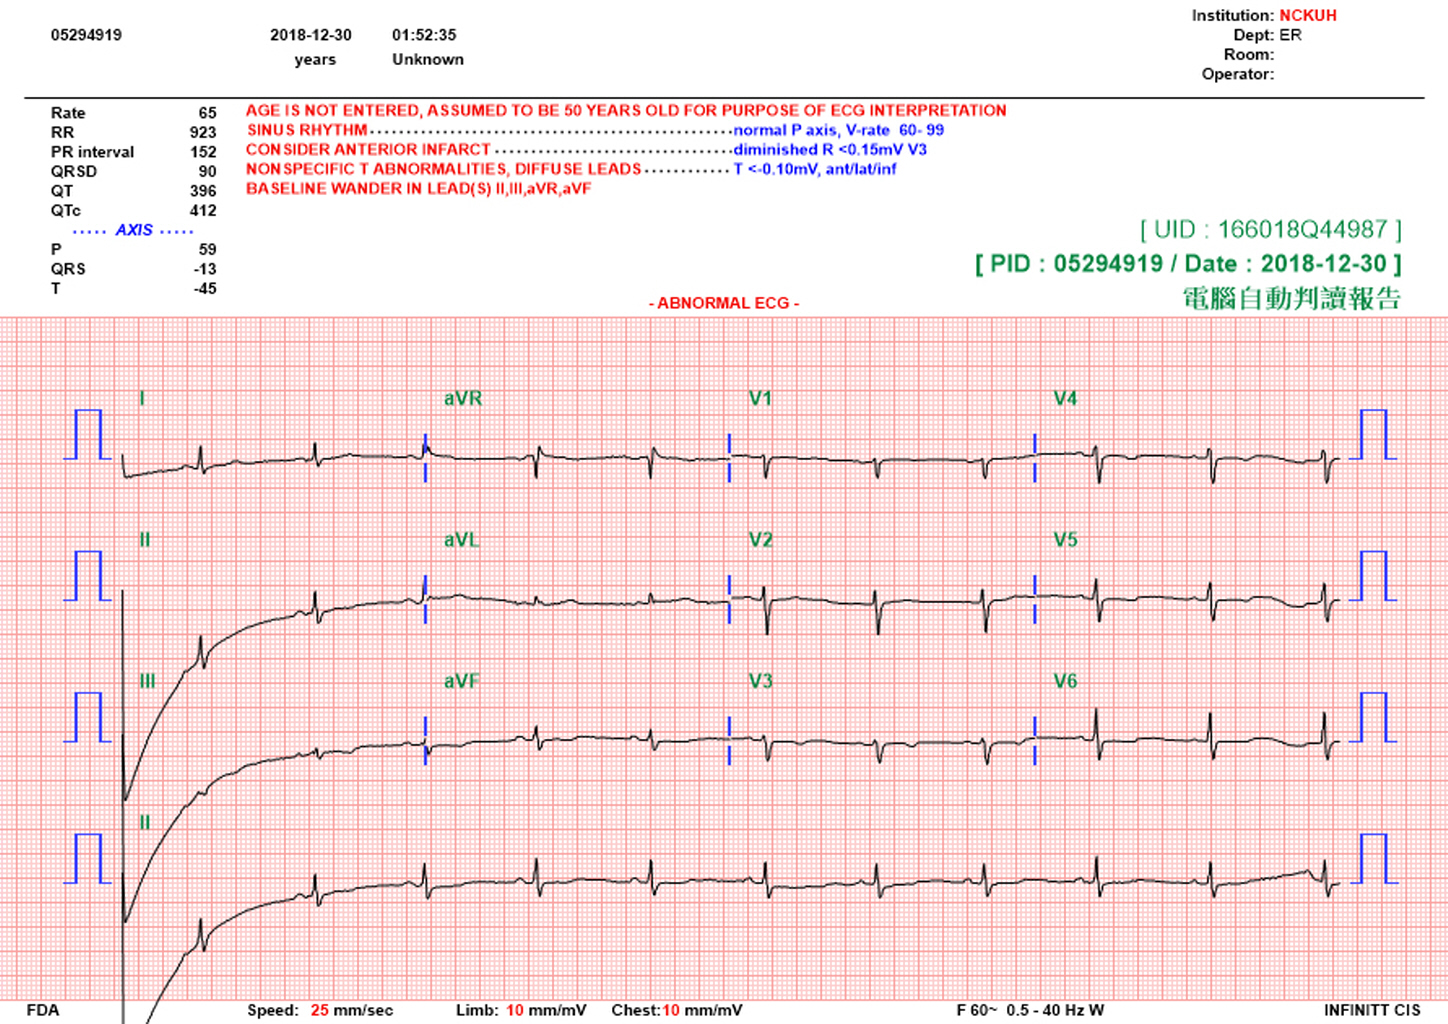 Institution: NCKUH
05294919 2018-12-30 01:52:35 Dept: ER
years Unknown Room:
Operator:
Rate 65 AGE IS NOT ENTERED, ASSUMED TO BE 50 YEARS OLD FOR PURPOSE OF ECG INTERPRETATION
RR 923 SINUS RHYTHM normal P axis, V-rate 60- 99
PR interval 152 CONSIDER ANTERIOR INFARCT diminished R <0.15mV V3
QRSD 90 NONSPECIFIC T ABNORMALITIES, DIFFUSE LEADS T <-0.10mV, ant/lat/inf
QT 396 BASELINE WANDER IN LEAD(S) II,III,aVR,aVF
QTc 412
····· AXIS ·····
P 59
QRS -13
T -45
[ UID : 166018Q44987 ]
[ PID : 05294919 / Date : 2018-12-30 ]
電腦自動判讀報告
- ABNORMAL ECG -
I aVR V1 V4
II aVL V2 V5
III aVF V3 V6
II
FDA Speed: 25 mm/sec Limb: 10 mm/mV Chest:10 mm/mV F 60~ 0.5 - 40 Hz W INFINITT CIS